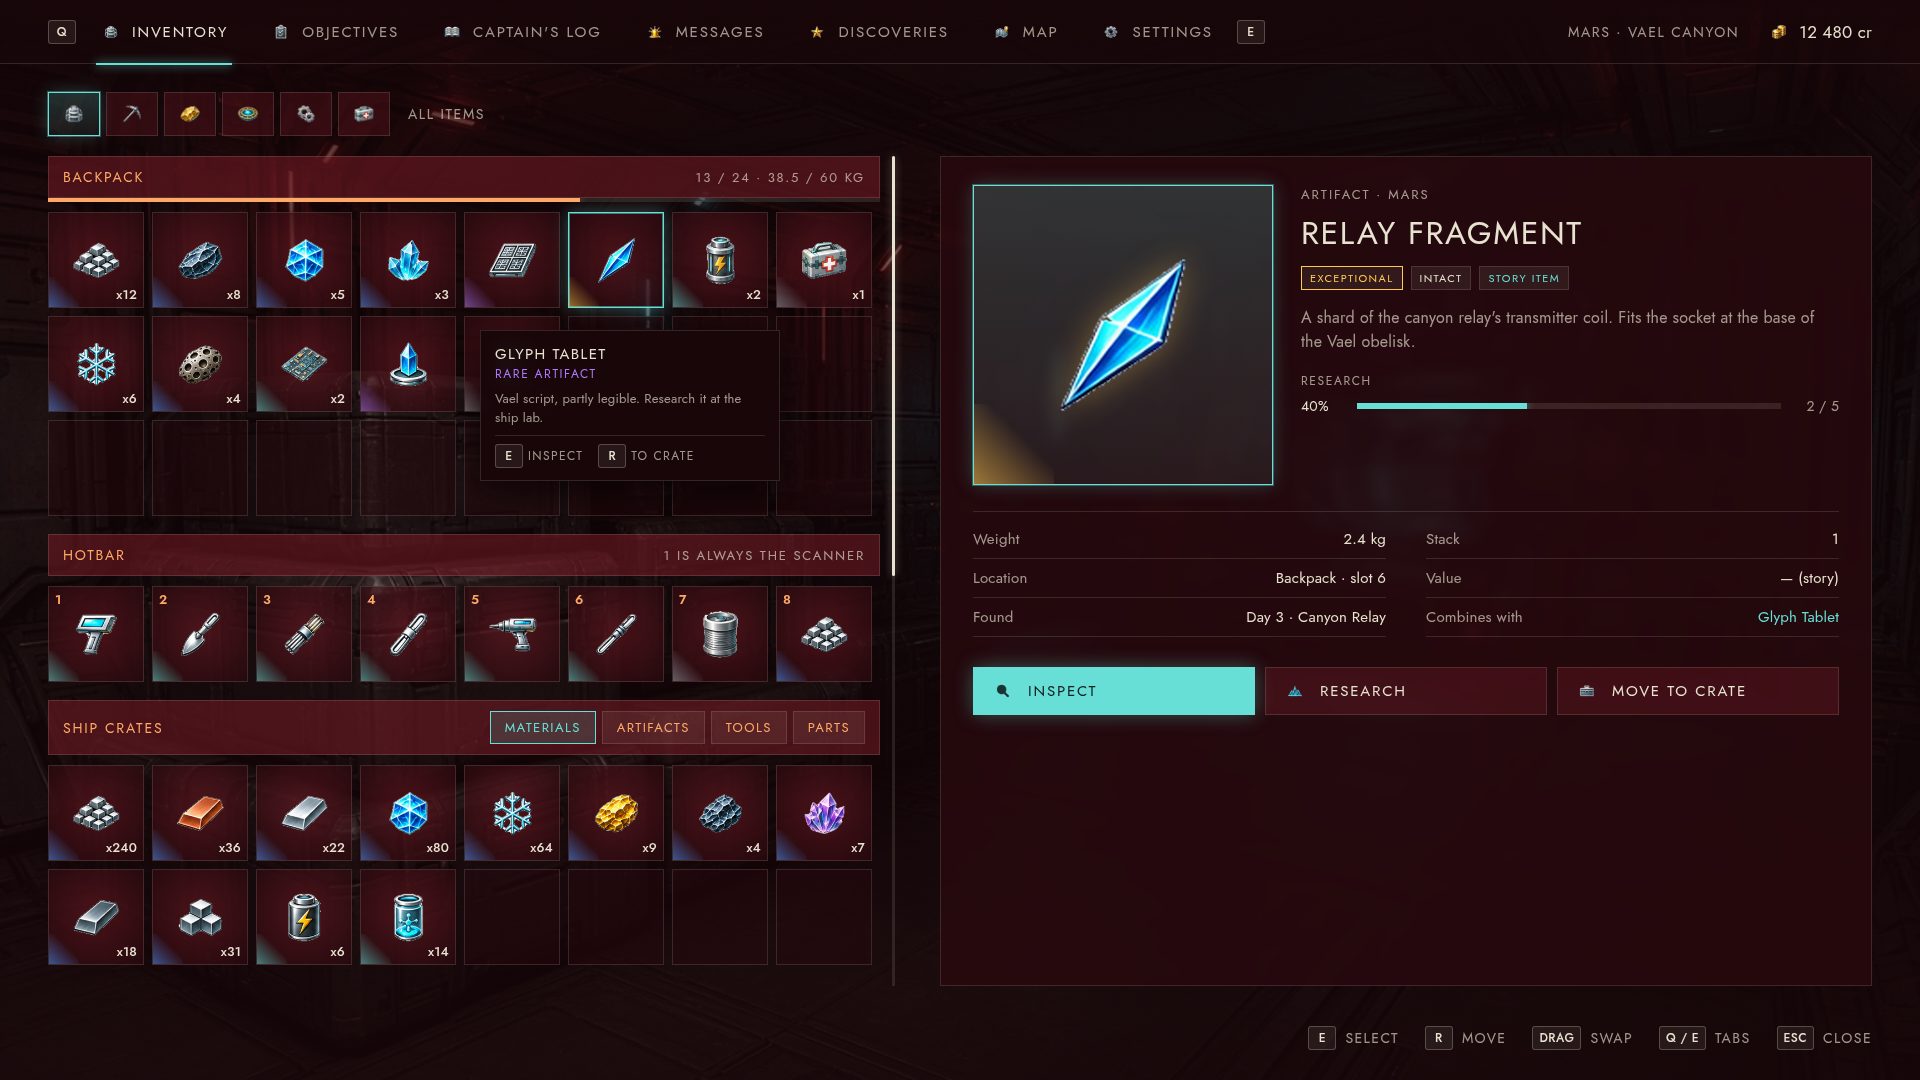 Q INVENTORY OBJECTIVES CAPTAIN'S LOG MESSAGES DISCOVERIES MAP SETTINGS E MARS · VAEL CANYON 12 480 cr
ALL ITEMS
BACKPACK 13 / 24 · 38.5 / 60 KG
x12 x8 x5 x3 x2 x1
x6 x4 x2
GLYPH TABLET
RARE ARTIFACT
Vael script, partly legible. Research it at the
ship lab.
E INSPECT R TO CRATE
HOTBAR 1 IS ALWAYS THE SCANNER
1 2 3 4 5 6 7 8
SHIP CRATES MATERIALS ARTIFACTS TOOLS PARTS
x240 x36 x22 x80 x64 x9 x4 x7
x18 x31 x6 x14
ARTIFACT · MARS
RELAY FRAGMENT
EXCEPTIONAL INTACT STORY ITEM
A shard of the canyon relay's transmitter coil. Fits the socket at the base of
the Vael obelisk.
RESEARCH
40% 2 / 5
Weight 2.4 kg Stack 1
Location Backpack · slot 6 Value — (story)
Found Day 3 · Canyon Relay Combines with Glyph Tablet
INSPECT RESEARCH MOVE TO CRATE
E SELECT R MOVE DRAG SWAP Q / E TABS ESC CLOSE